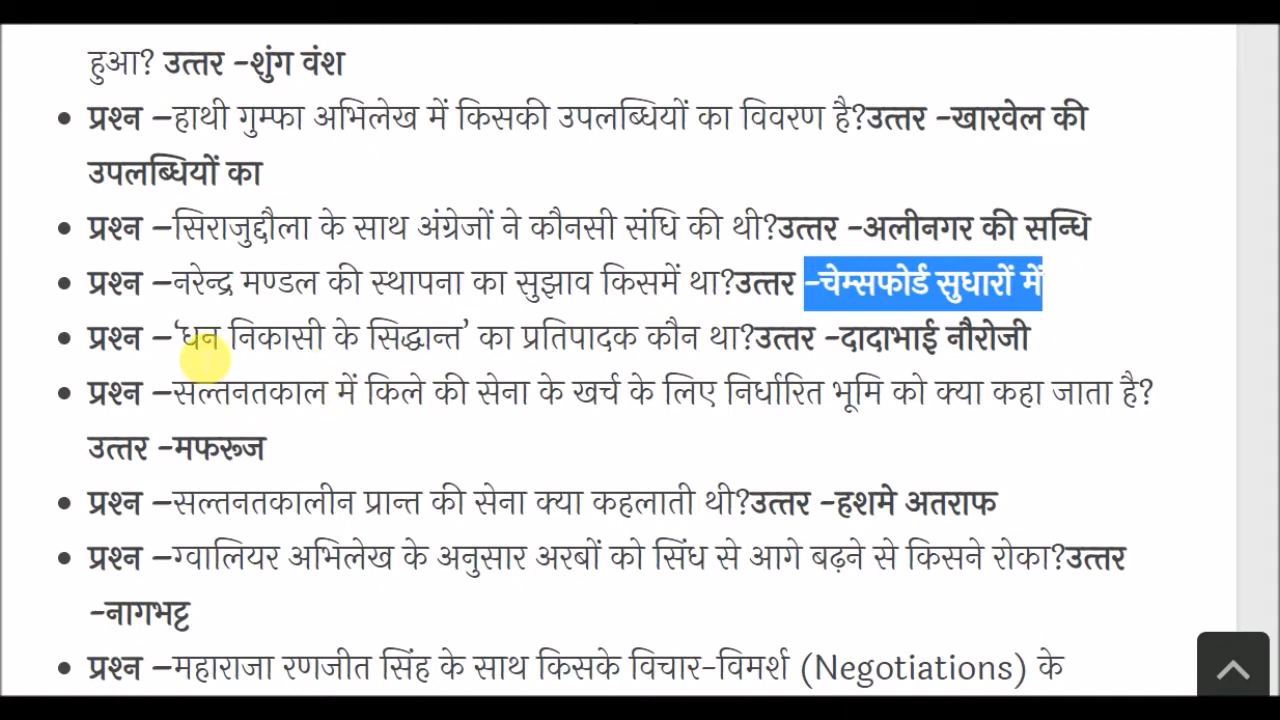 हुआ? उत्तर -शुंग वंश
• प्रश्न –हाथी गुम्फा अभिलेख में किसकी उपलब्धियों का विवरण है?उत्तर -खारवेल की
उपलब्धियों का
• प्रश्न –सिराजुद्दौला के साथ अंग्रेजों ने कौनसी संधि की थी?उत्तर -अलीनगर की सन्धि
• प्रश्न –नरेन्द्र मण्डल की स्थापना का सुझाव किसमें था?उत्तर -चेम्सफोर्ड सुधारों में
• प्रश्न –‘धन निकासी के सिद्धान्त’ का प्रतिपादक कौन था?उत्तर -दादाभाई नौरोजी
• प्रश्न –सल्तनतकाल में किले की सेना के खर्च के लिए निर्धारित भूमि को क्या कहा जाता है?
उत्तर -मफरूज
• प्रश्न –सल्तनतकालीन प्रान्त की सेना क्या कहलाती थी?उत्तर -हशमे अतराफ
• प्रश्न –ग्वालियर अभिलेख के अनुसार अरबों को सिंध से आगे बढ़ने से किसने रोका?उत्तर
-नागभट्ट
• प्रश्न –महाराजा रणजीत सिंह के साथ किसके विचार-विमर्श (Negotiations) के